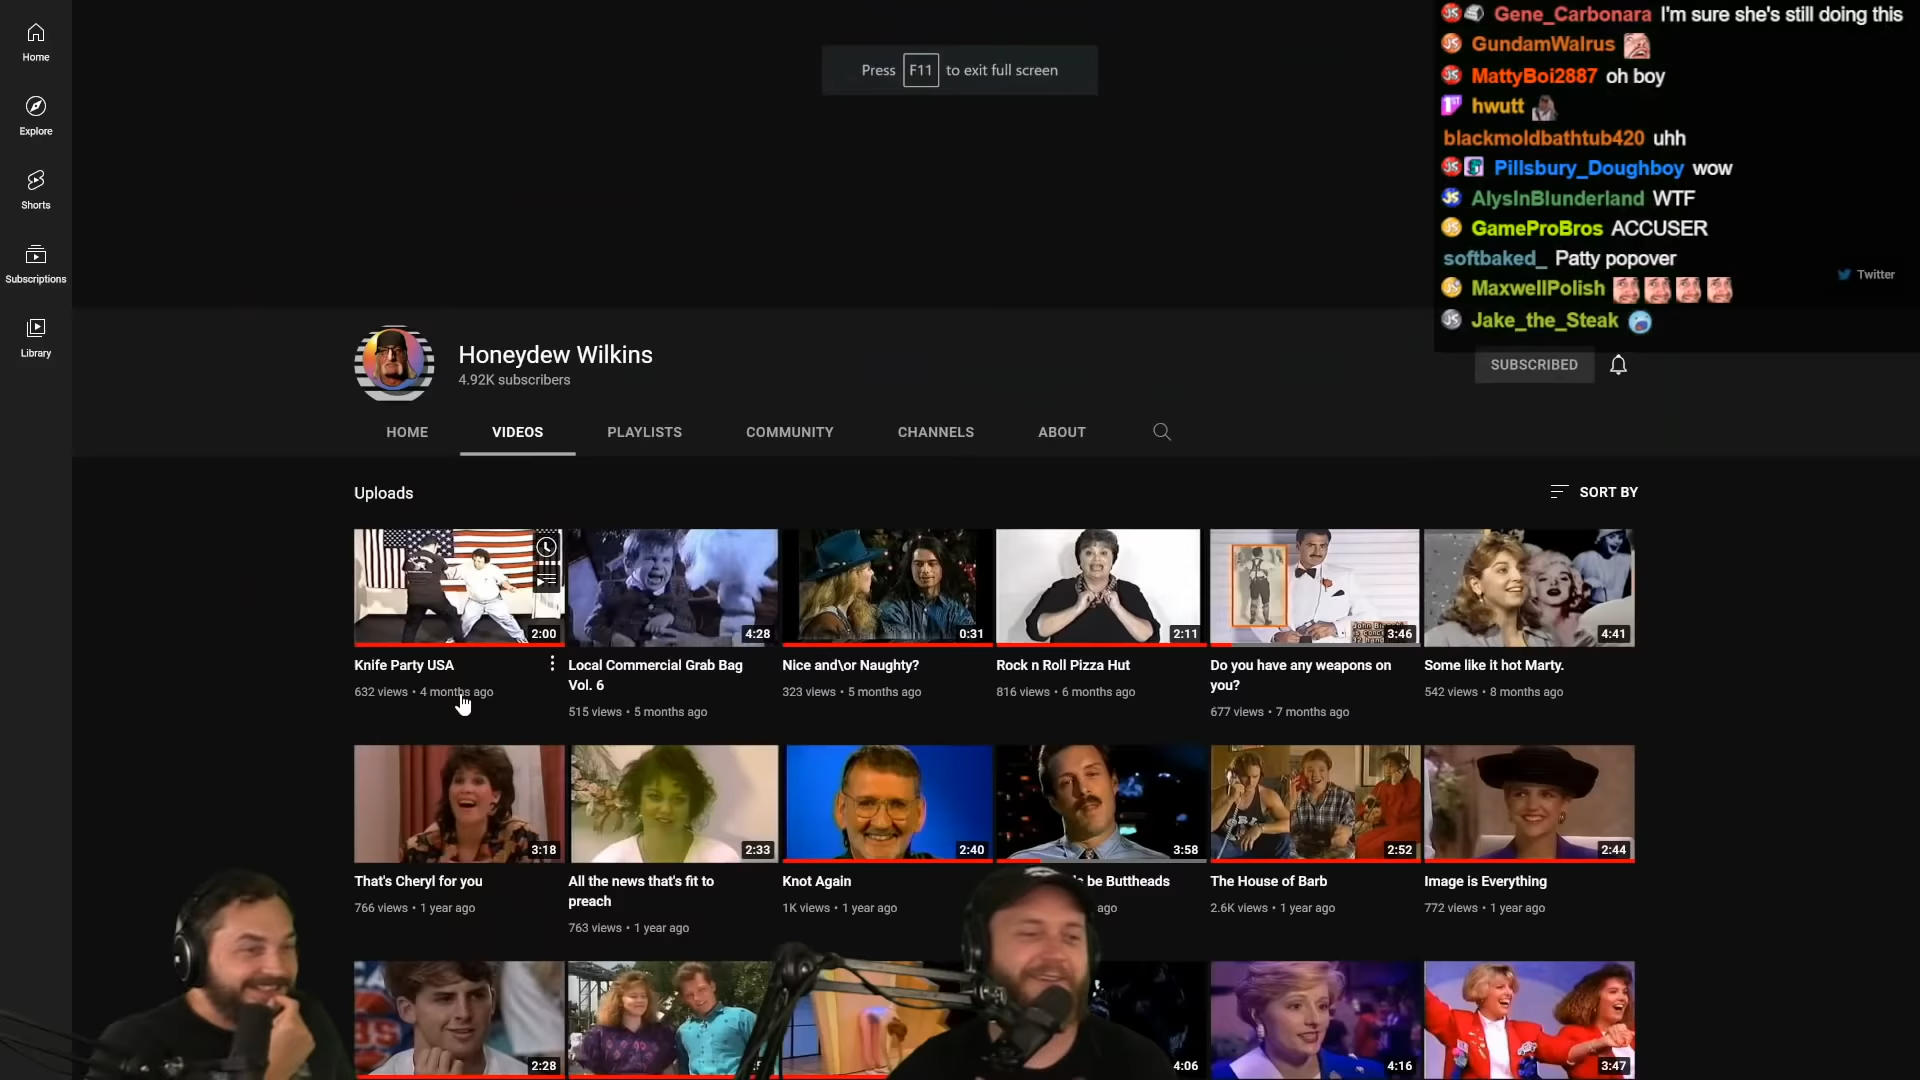 Home
Explore
Shorts
Subscriptions
Library
Press F11 to exit full screen
Gene_Carbonara I'm sure she's still doing this
GundamWalrus
MattyBoi2887 oh boy
hwutt
blackmoldbathtub420 uhh
Pillsbury_Doughboy wow
AlysInBlunderland WTF
GameProBros ACCUSER
softbaked_ Patty popover
MaxwellPolish
Jake_the_Steak
Twitter
Honeydew Wilkins
4.92K subscribers
SUBSCRIBED
HOME VIDEOS PLAYLISTS COMMUNITY CHANNELS ABOUT
Uploads
SORT BY
2:00 4:28 0:31 2:11 3:46 4:41
Knife Party USA
632 views • 4 months ago
Local Commercial Grab Bag
Vol. 6
515 views • 5 months ago
Nice and\or Naughty?
323 views • 5 months ago
Rock n Roll Pizza Hut
816 views • 6 months ago
Do you have any weapons on
you?
677 views • 7 months ago
Some like it hot Marty.
542 views • 8 months ago
3:18 2:33 2:40 3:58 2:52 2:44
That's Cheryl for you
766 views • 1 year ago
All the news that's fit to
preach
763 views • 1 year ago
Knot Again
1K views • 1 year ago
be Buttheads
ago
The House of Barb
2.6K views • 1 year ago
Image is Everything
772 views • 1 year ago
2:28 4:06 4:16 3:47